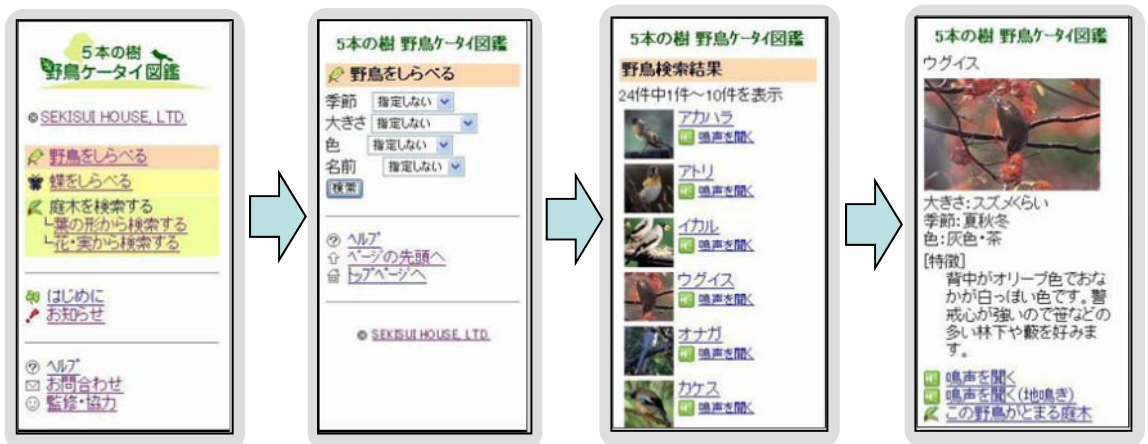 5本の樹
野鳥ケータイ図鑑
© SEKISUI HOUSE, LTD.
野鳥をしらべる
蝶をしらべる
庭木を検索する
└葉の形から検索する
└花・実から検索する
はじめに
お知らせ
ヘルプ
お問合わせ
監修・協力
5本の樹 野鳥ケータイ図鑑
野鳥をしらべる
季節 指定しない
大きさ 指定しない
色 指定しない
名前 指定しない
検索
ヘルプ
ページの先頭へ
トップページへ
© SEKISUI HOUSE, LTD.
5本の樹 野鳥ケータイ図鑑
野鳥検索結果
24件中1件～10件を表示
アカハラ
鳴声を聞く
アトリ
鳴声を聞く
イカル
鳴声を聞く
ウグイス
鳴声を聞く
オナガ
鳴声を聞く
カケス
鳴声を聞く
5本の樹 野鳥ケータイ図鑑
ウグイス
大きさ:スズメくらい
季節:夏秋冬
色:灰色・茶
[特徴]
背中がオリーブ色でおな
かが白っぽい色です。警
戒心が強いので笹などの
多い林下や藪を好みま
す。
鳴声を聞く
鳴声を聞く(地鳴き)
この野鳥がとまる庭木